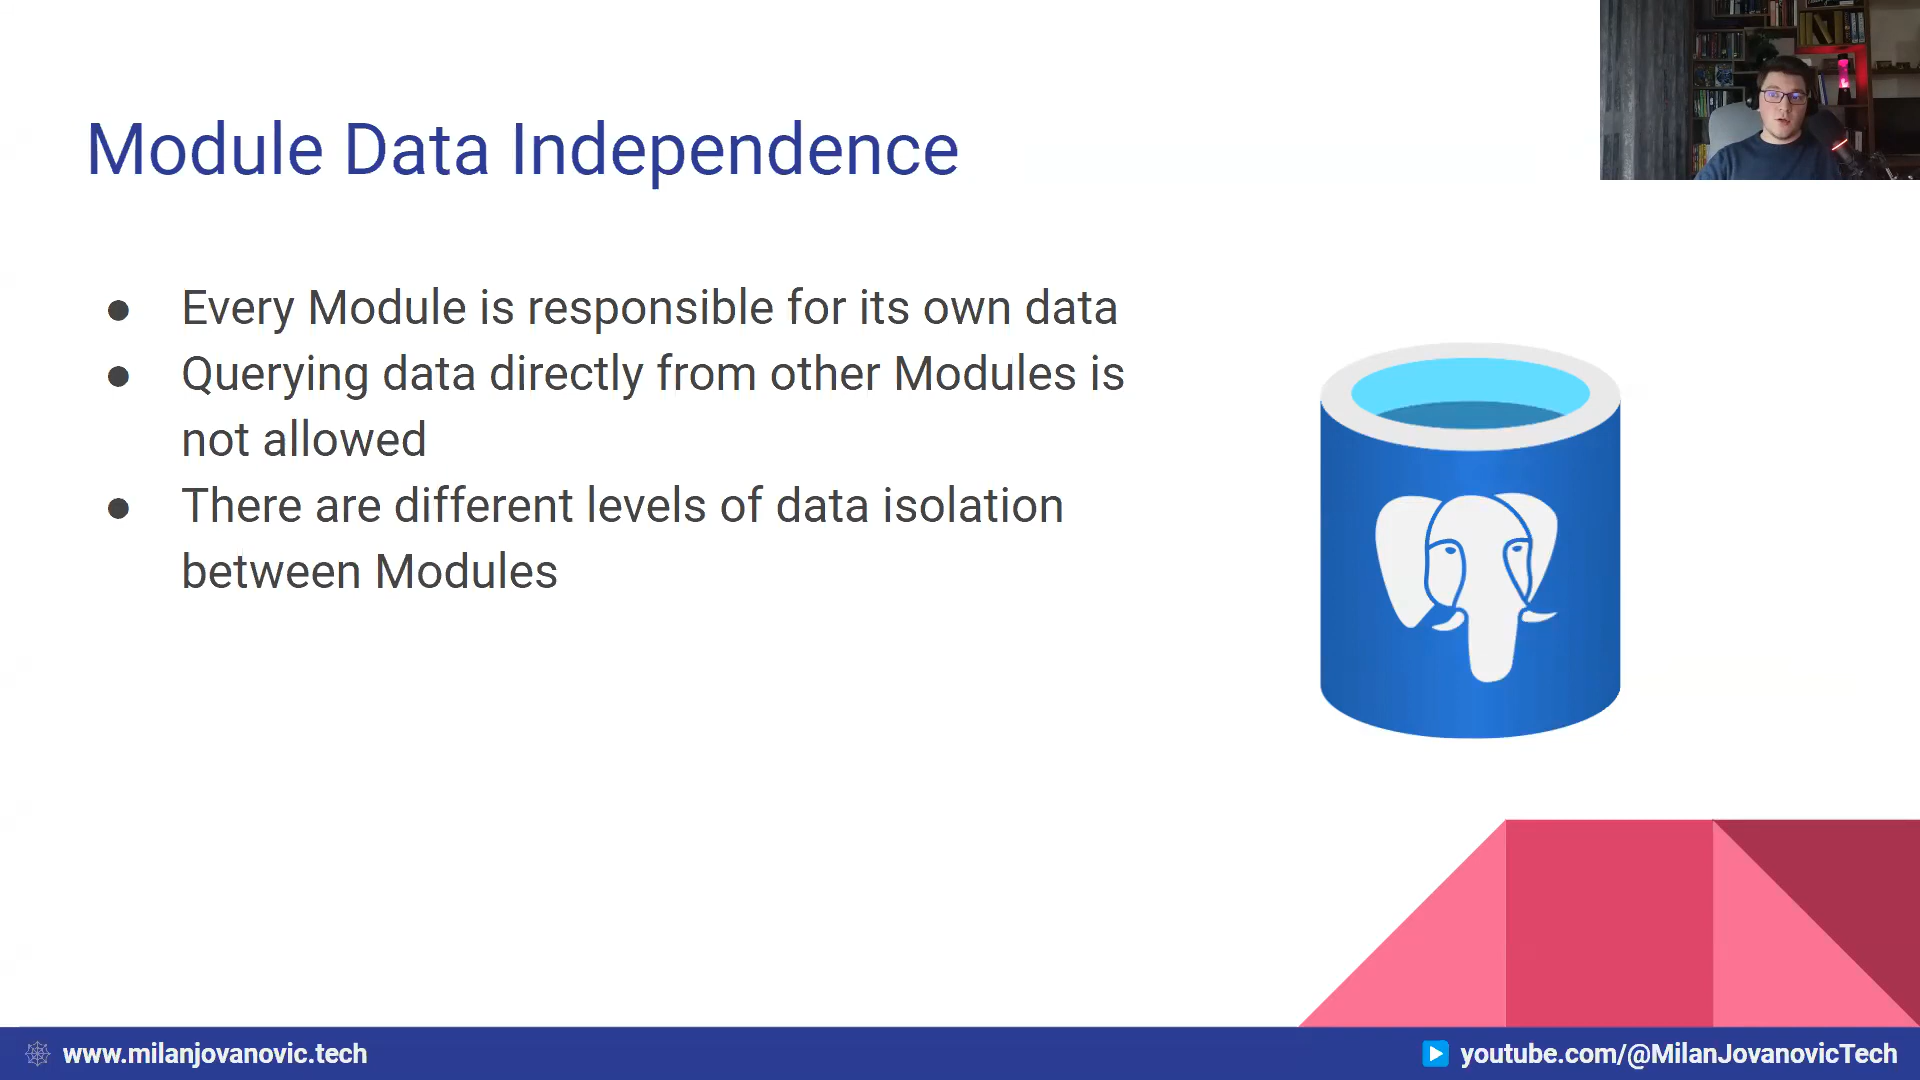 Module Data Independence
● Every Module is responsible for its own data
● Querying data directly from other Modules is
not allowed
● There are different levels of data isolation
between Modules
www.milanjovanovic.tech
youtube.com/@MilanJovanovicTech